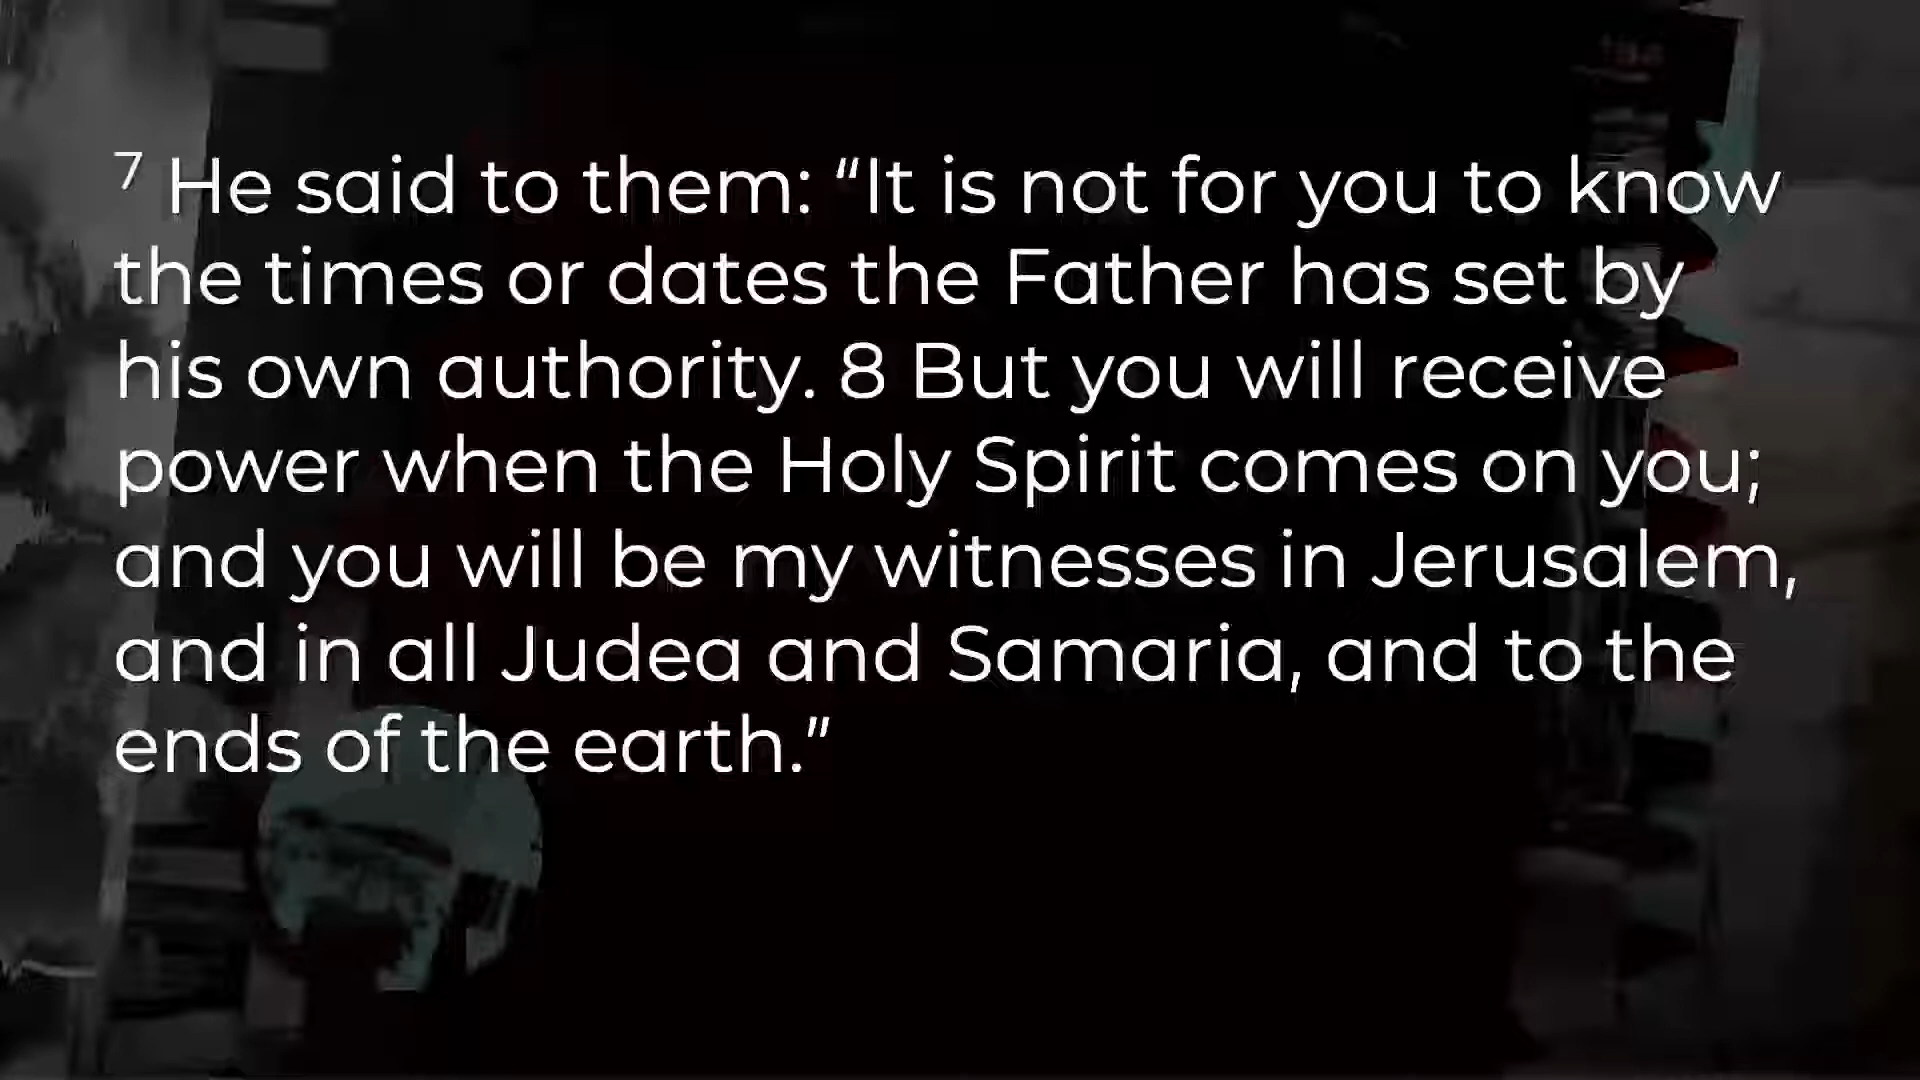 7 He said to them: “It is not for you to know
the times or dates the Father has set by
his own authority. 8 But you will receive
power when the Holy Spirit comes on you;
and you will be my witnesses in Jerusalem,
and in all Judea and Samaria, and to the
ends of the earth.”